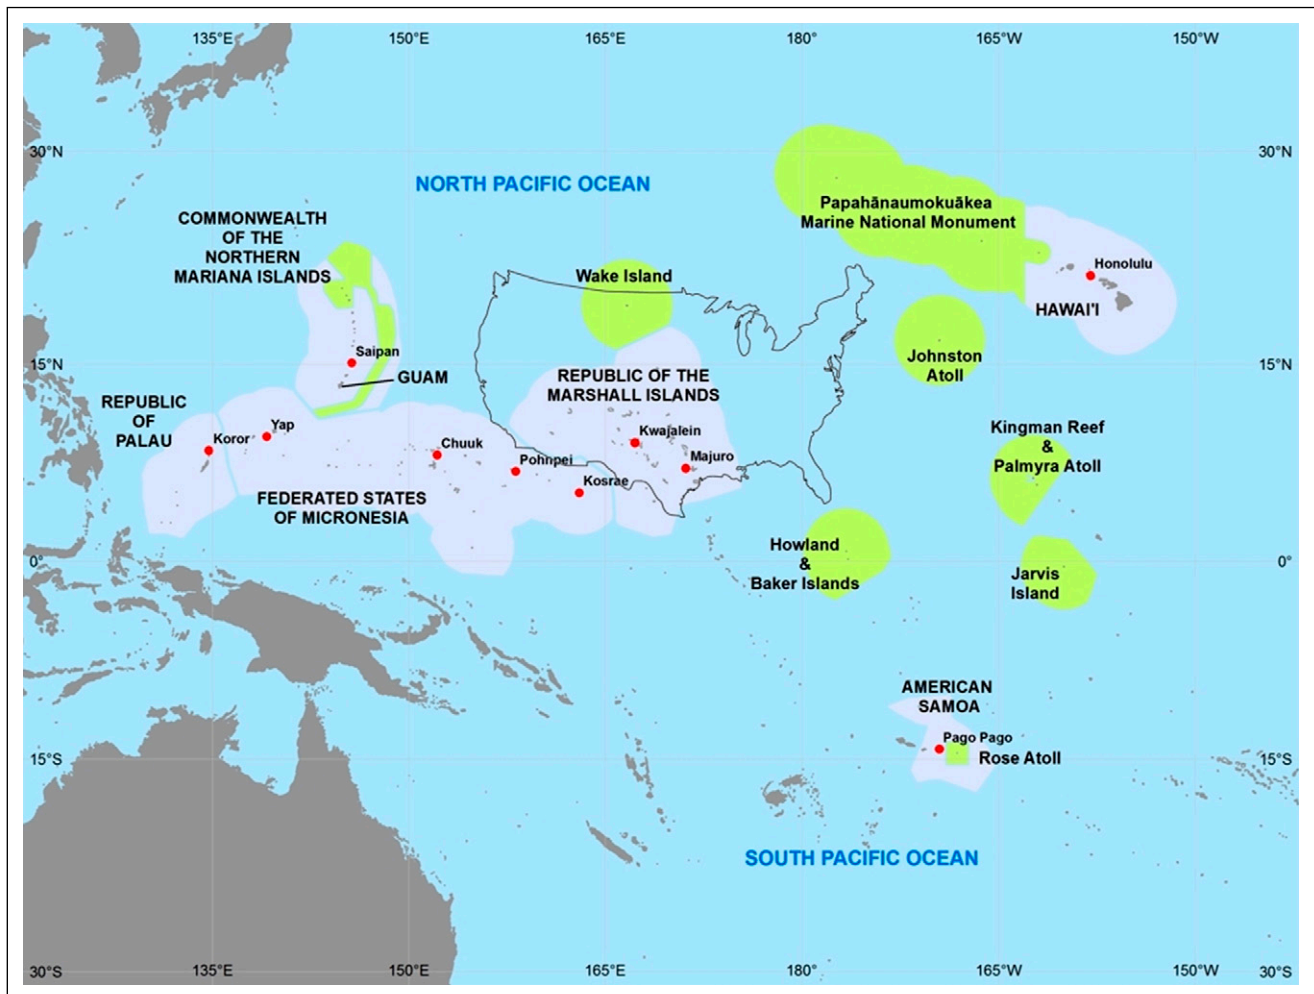 135°E 150°E 165°E 180° 165°W 150°W
30°N 30°N
NORTH PACIFIC OCEAN
Papahānaumokuākea
Marine National Monument
COMMONWEALTH
OF THE
NORTHERN
MARIANA ISLANDS
Wake Island
Honolulu
HAWAI'I
Saipan
GUAM
15°N 15°N
Johnston
Atoll
REPUBLIC OF THE
MARSHALL ISLANDS
REPUBLIC
OF
PALAU
Koror
Yap
Chuuk
Pohnpei
Kosrae
Kwajalein
Majuro
Kingman Reef
&
Palmyra Atoll
FEDERATED STATES
OF MICRONESIA
Howland
&
Baker Islands
0° 0°
Jarvis
Island
AMERICAN
SAMOA
Pago Pago
Rose Atoll
15°S 15°S
SOUTH PACIFIC OCEAN
30°S 135°E 150°E 165°E 180° 165°W 150°W 30°S